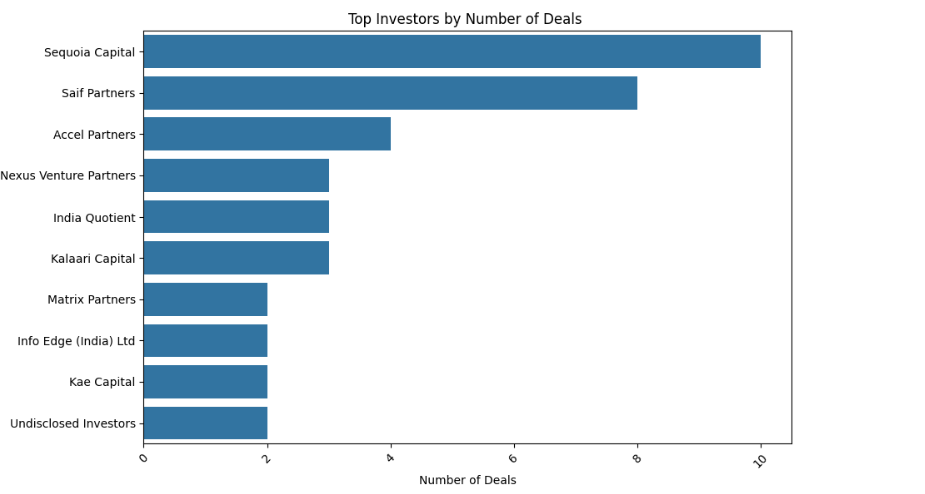 Top Investors by Number of Deals
Sequoia Capital
Saif Partners
Accel Partners
Nexus Venture Partners
India Quotient
Kalaari Capital
Matrix Partners
Info Edge (India) Ltd
Kae Capital
Undisclosed Investors
0 2 4 6 8 10
Number of Deals